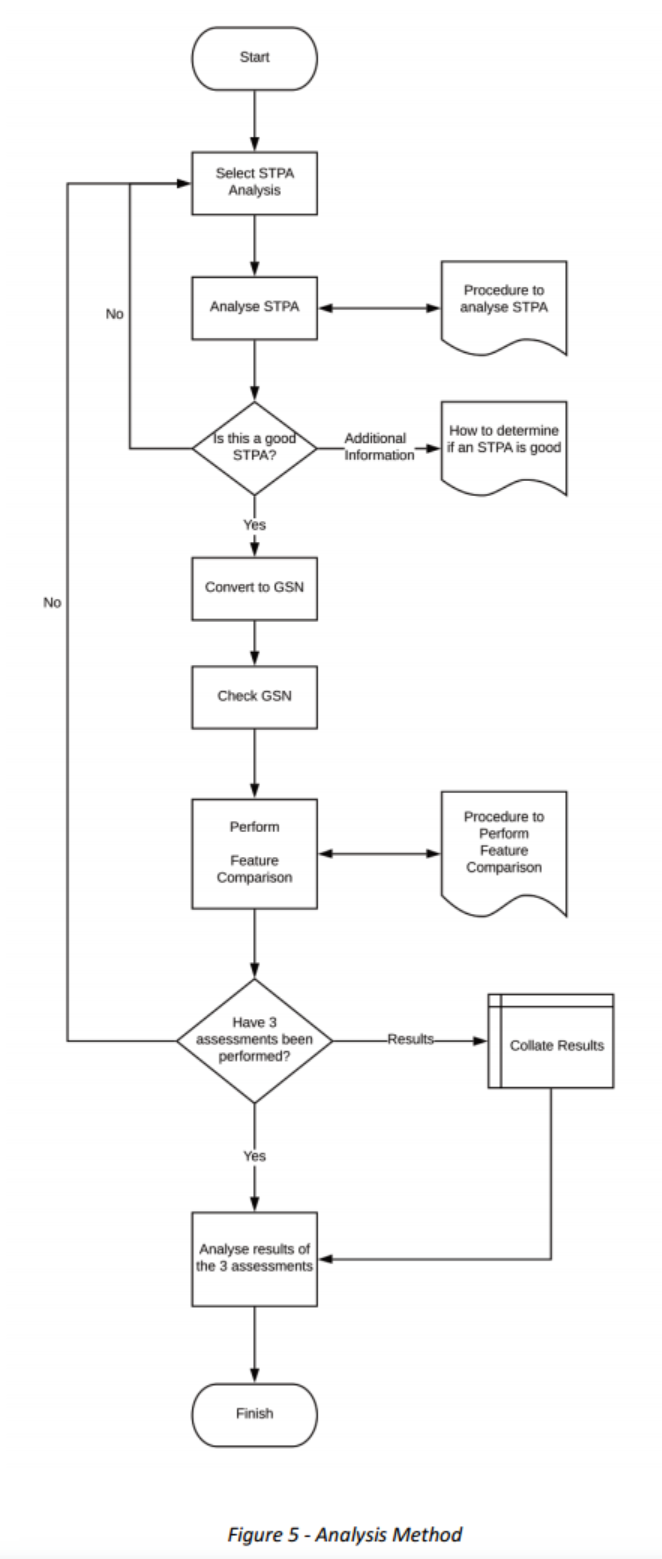 Start
Select STPA
Analysis
Analyse STPA
Procedure to
analyse STPA
No
Is this a good
STPA?
Additional
Information
How to determine
if an STPA is good
Yes
Convert to GSN
No
Check GSN
Perform
Feature
Comparison
Procedure to
Perform
Feature
Comparison
Have 3
assessments been
performed?
Results
Collate Results
Yes
Analyse results of
the 3 assessments
Finish
Figure 5 - Analysis Method